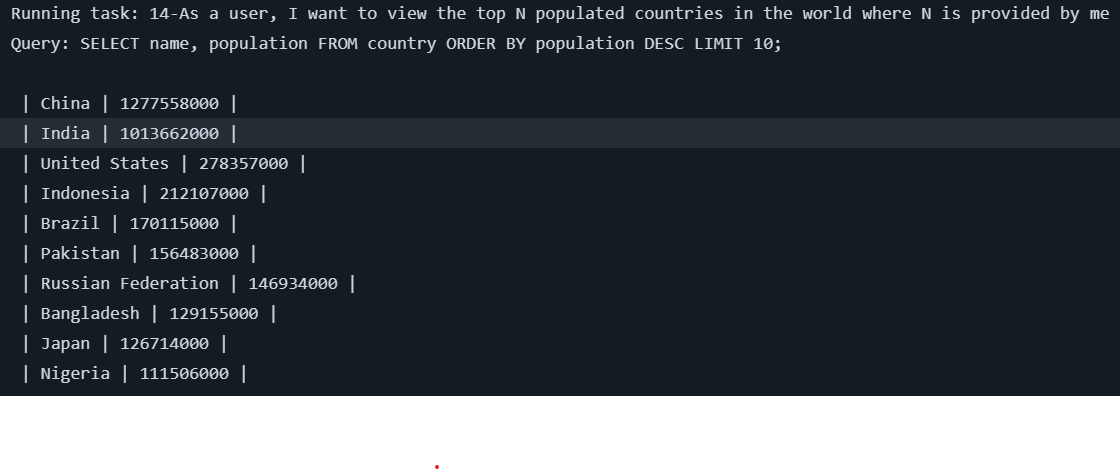 Running task: 14-As a user, I want to view the top N populated countries in the world where N is provided by me
Query: SELECT name, population FROM country ORDER BY population DESC LIMIT 10;
| China | 1277558000 |
| India | 1013662000 |
| United States | 278357000 |
| Indonesia | 212107000 |
| Brazil | 170115000 |
| Pakistan | 156483000 |
| Russian Federation | 146934000 |
| Bangladesh | 129155000 |
| Japan | 126714000 |
| Nigeria | 111506000 |